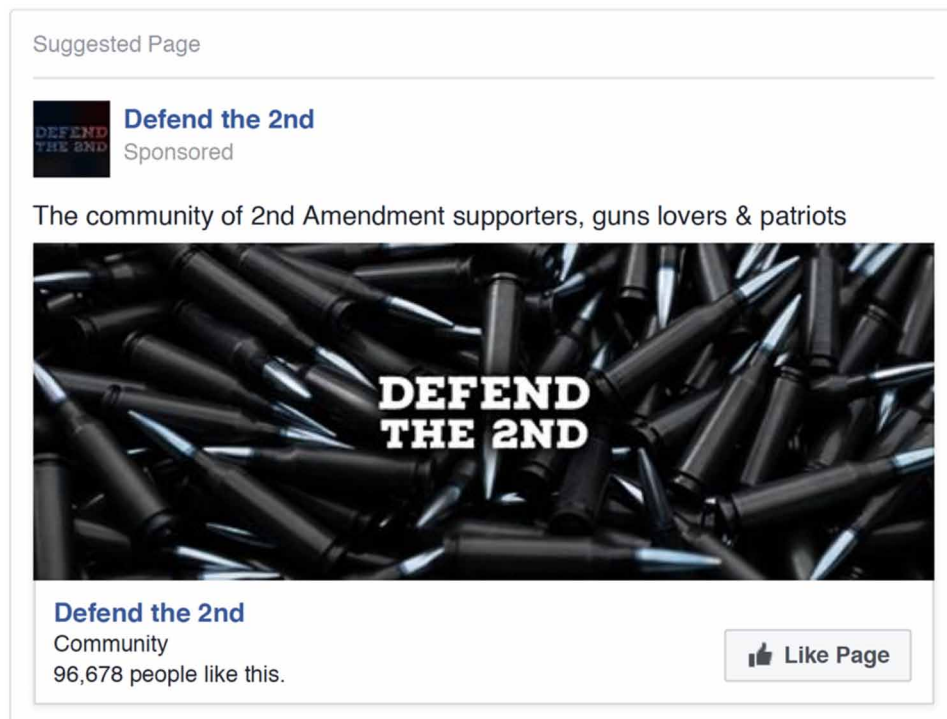 Suggested Page
DEFEND
THE 2ND
Defend the 2nd
Sponsored
The community of 2nd Amendment supporters, guns lovers & patriots
DEFEND
THE 2ND
Defend the 2nd
Community
96,678 people like this.
Like Page